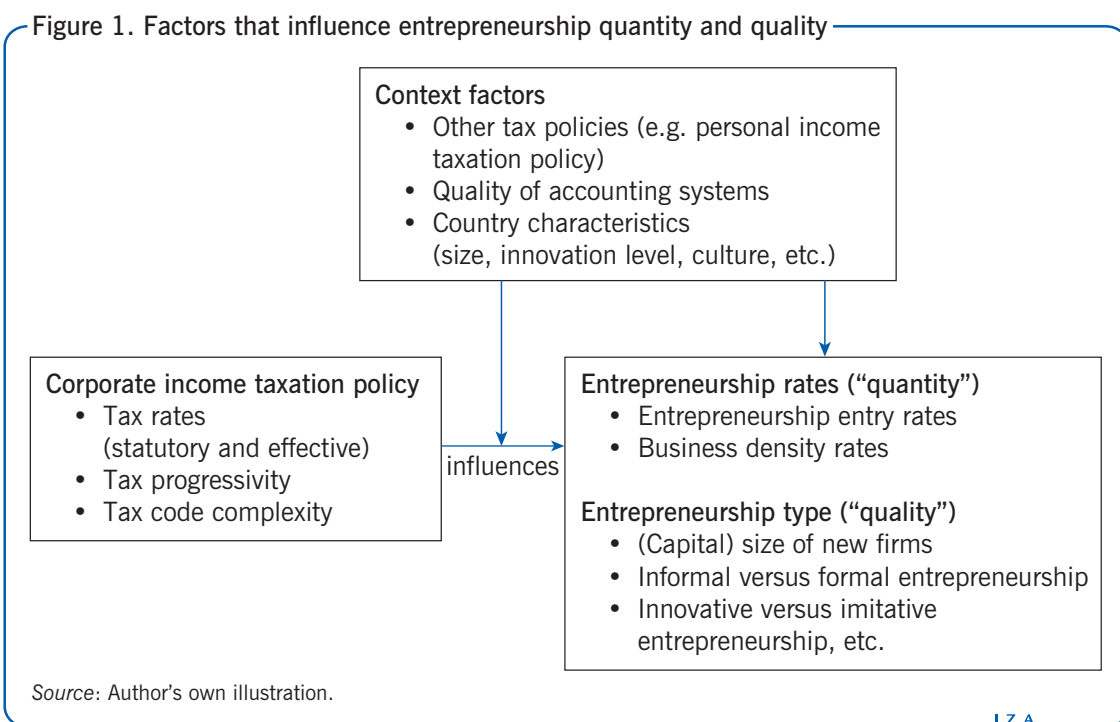 Figure 1. Factors that influence entrepreneurship quantity and quality
Context factors
• Other tax policies (e.g. personal income
taxation policy)
• Quality of accounting systems
• Country characteristics
(size, innovation level, culture, etc.)
Corporate income taxation policy
• Tax rates
(statutory and effective)
• Tax progressivity
• Tax code complexity
influences
Entrepreneurship rates (“quantity”)
• Entrepreneurship entry rates
• Business density rates
Entrepreneurship type (“quality”)
• (Capital) size of new firms
• Informal versus formal entrepreneurship
• Innovative versus imitative
entrepreneurship, etc.
Source: Author’s own illustration.
I Z A